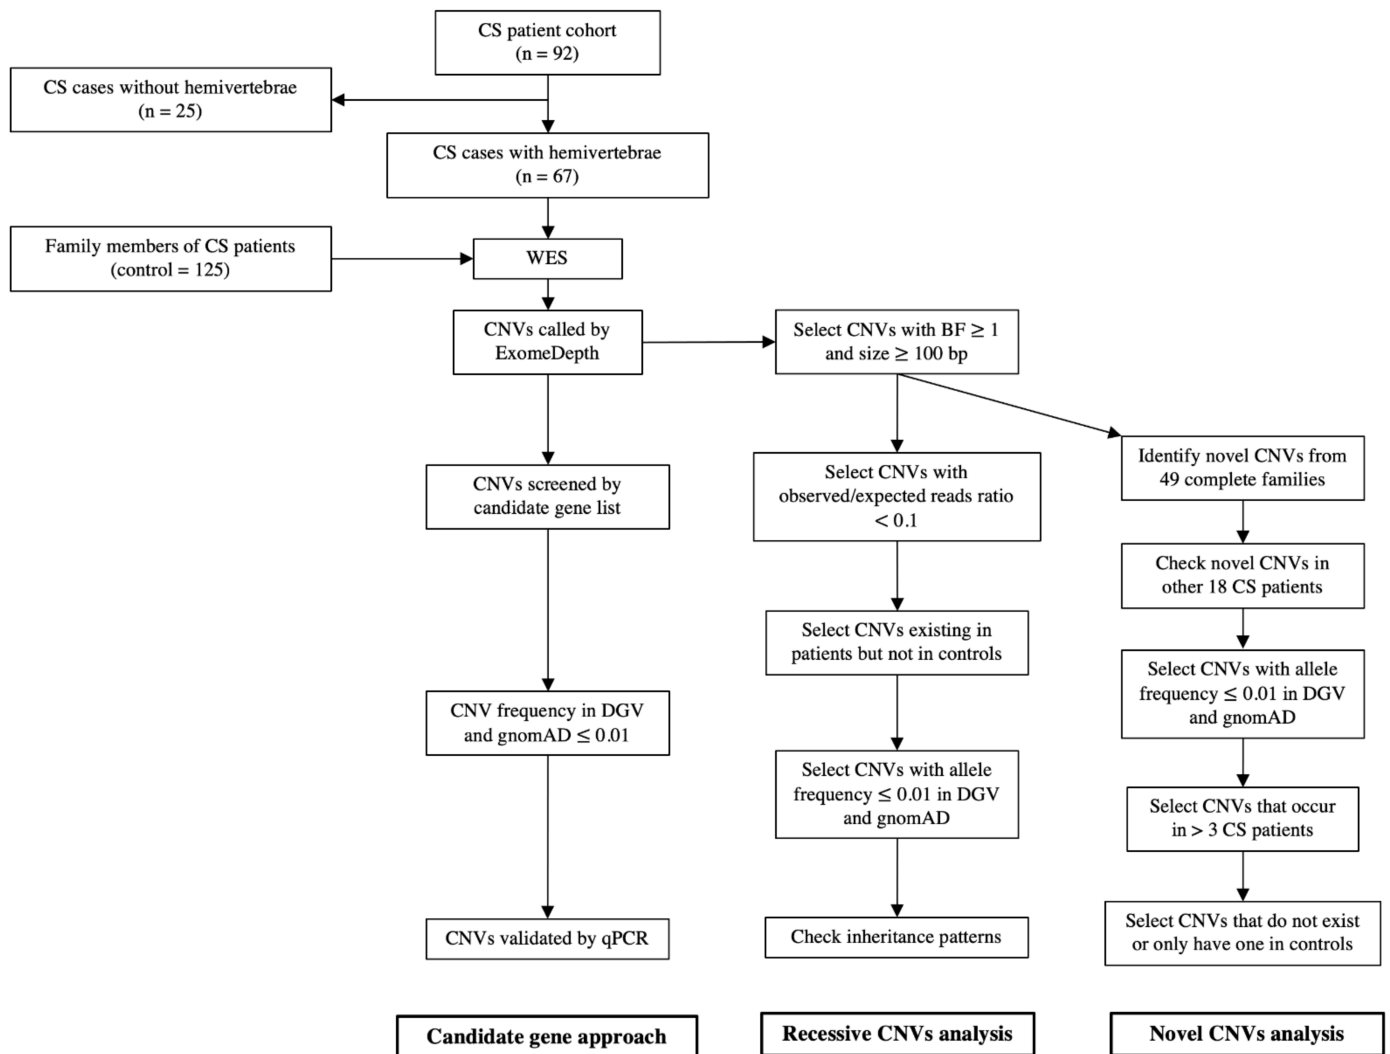 CS patient cohort
(n = 92)
CS cases without hemivertebrae
(n = 25)
CS cases with hemivertebrae
(n = 67)
Family members of CS patients
(control = 125)
WES
CNVs called by
ExomeDepth
Select CNVs with BF ≥ 1
and size ≥ 100 bp
CNVs screened by
candidate gene list
CNV frequency in DGV
and gnomAD ≤ 0.01
CNVs validated by qPCR
Candidate gene approach
Select CNVs with
observed/expected reads ratio
< 0.1
Select CNVs existing in
patients but not in controls
Select CNVs with allele
frequency ≤ 0.01 in DGV
and gnomAD
Check inheritance patterns
Recessive CNVs analysis
Identify novel CNVs from
49 complete families
Check novel CNVs in
other 18 CS patients
Select CNVs with allele
frequency ≤ 0.01 in DGV
and gnomAD
Select CNVs that occur
in > 3 CS patients
Select CNVs that do not exist
or only have one in controls
Novel CNVs analysis